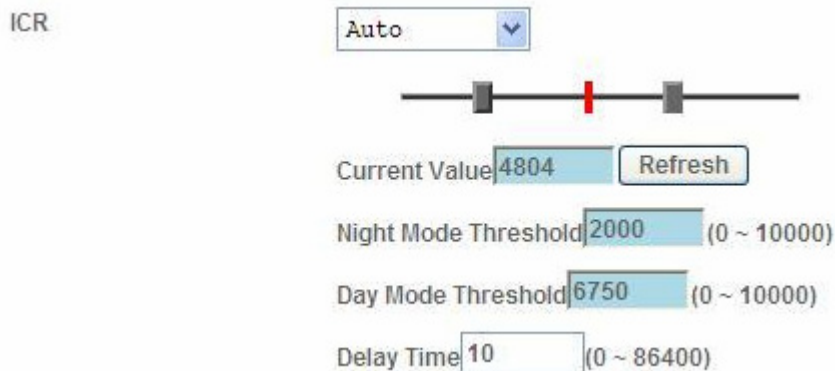 ICR Auto
Current Value 4804 Refresh
Night Mode Threshold 2000 (0 ~ 10000)
Day Mode Threshold 6750 (0 ~ 10000)
Delay Time 10 (0 ~ 86400)